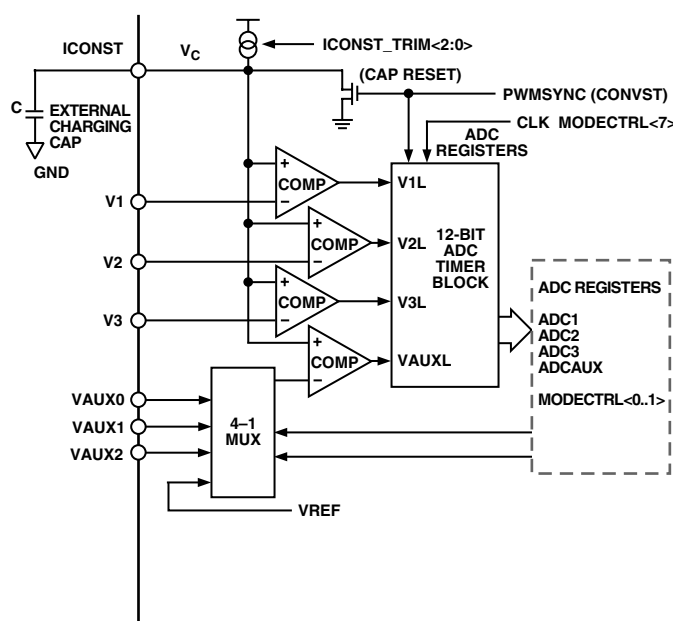 ICONST
V_C
ICONST_TRIM<2:0>
(CAP RESET)
PWMSYNC (CONVST)
C
EXTERNAL
CHARGING
CAP
GND
CLK MODECTRL<7>
ADC
REGISTERS
+
COMP
–
V1L
V1
+
COMP
–
V2L
V2
12-BIT
ADC
TIMER
BLOCK
+
COMP
–
V3L
V3
+
COMP
–
VAUXL
ADC REGISTERS
ADC1
ADC2
ADC3
ADCAUX
MODECTRL<0..1>
VAUX0
VAUX1
VAUX2
4–1
MUX
VREF